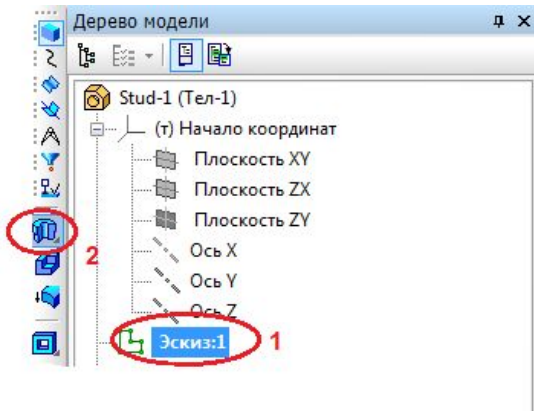 Дерево модели
Stud-1 (Тел-1)
(т) Начало координат
Плоскость XY
Плоскость ZX
Плоскость ZY
Ось X
Ось Y
Ось Z
Эскиз:1
1
2